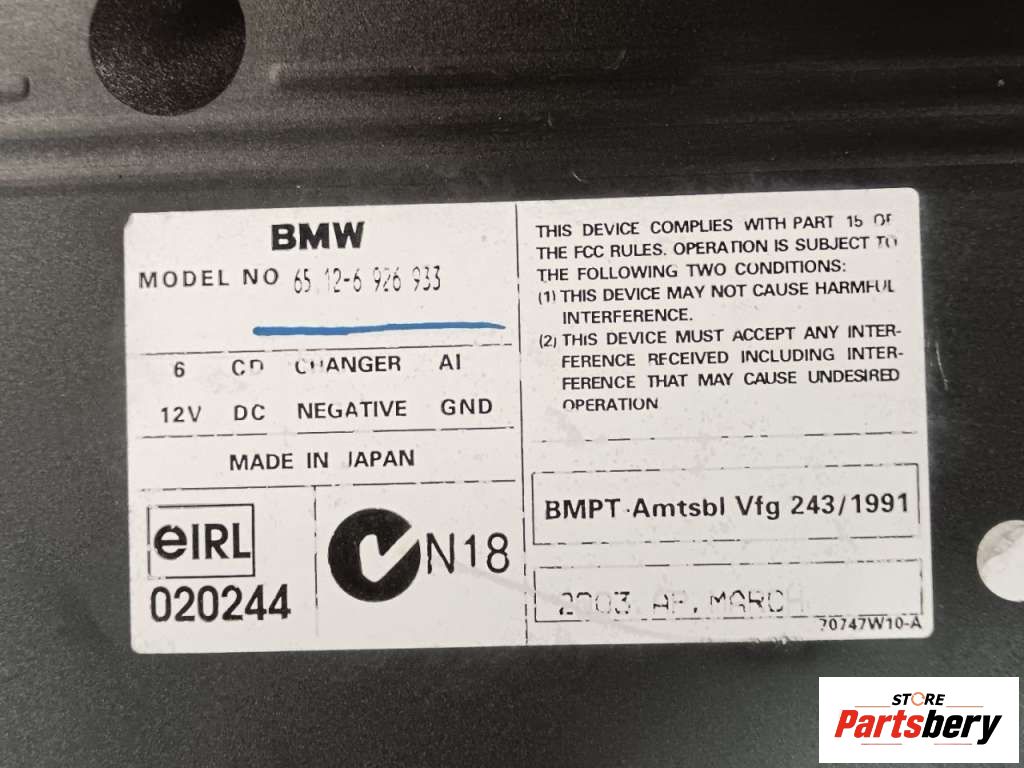 BMW
MODEL NO 65.12-6 926 933
6 CD CHANGER AI
12V DC NEGATIVE GND
MADE IN JAPAN
eIRL
020244
N18
THIS DEVICE COMPLIES WITH PART 15 OF
THE FCC RULES. OPERATION IS SUBJECT TO
THE FOLLOWING TWO CONDITIONS:
(1) THIS DEVICE MAY NOT CAUSE HARMFUL
INTERFERENCE.
(2) THIS DEVICE MUST ACCEPT ANY INTER-
FERENCE RECEIVED INCLUDING INTER-
FERENCE THAT MAY CAUSE UNDESIRED
OPERATION
BMPT-Amtsbl Vfg 243/1991
2003. AP, MARCH
70747W10-A
STORE
Partsbery